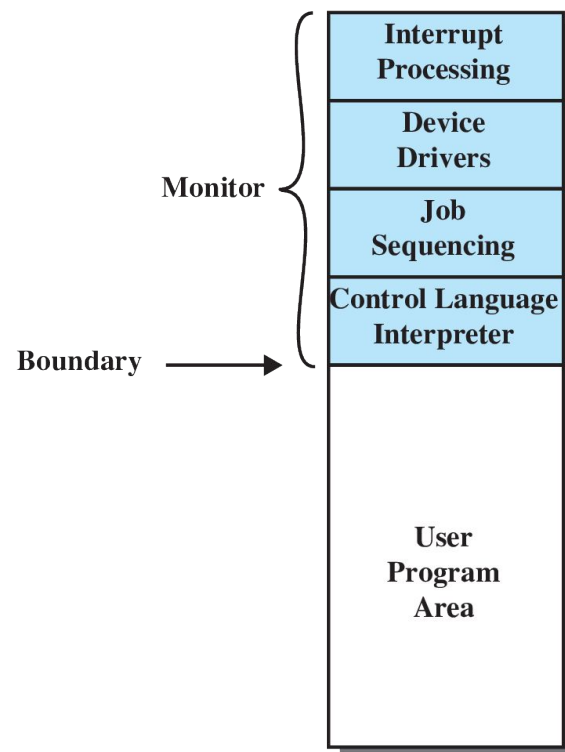 Interrupt
Processing
Device
Drivers
Monitor
Job
Sequencing
Control Language
Interpreter
Boundary
User
Program
Area